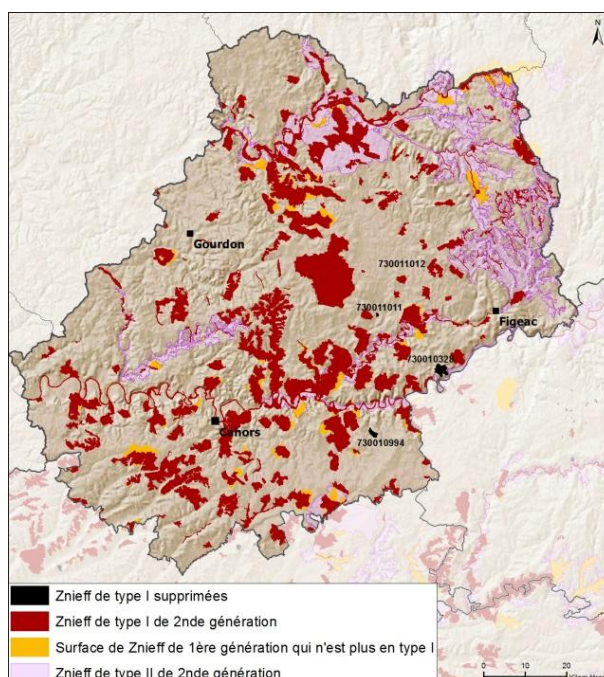 N
Gourdon
730011012
730011011
Figeac
730010328
Cahors
730010994
Znieff de type I supprimées
Znieff de type I de 2nde génération
Surface de Znieff de 1ère génération qui n'est plus en type I
Znieff de type II de 2nde génération
0 10 20